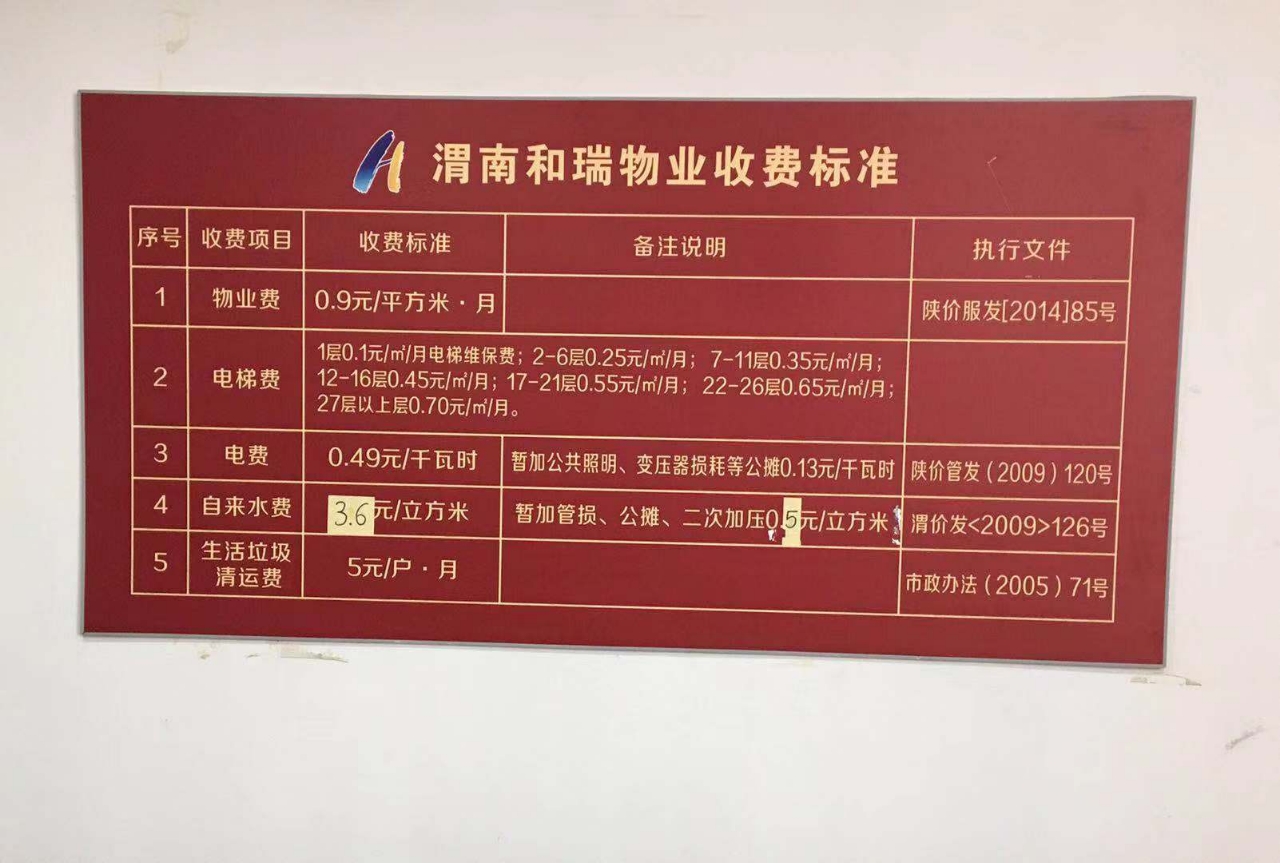 渭南和瑞物业收费标准
序号 收费项目 收费标准 备注说明 执行文件
1 物业费 0.9元/平方米·月 陕价服发[2014]85号
2 电梯费 1层0.1元/㎡/月电梯维保费；2-6层0.25元/㎡/月； 7-11层0.35元/㎡/月；
12-16层0.45元/㎡/月；17-21层0.55元/㎡/月； 22-26层0.65元/㎡/月；
27层以上层0.70元/㎡/月。
3 电费 0.49元/千瓦时 暂加公共照明、变压器损耗等公摊0.13元/千瓦时 陕价管发（2009）120号
4 自来水费 3.6元/立方米 暂加管损、公摊、二次加压0.5元/立方米 渭价发<2009>126号
5 生活垃圾
清运费 5元/户·月 市政办法（2005）71号